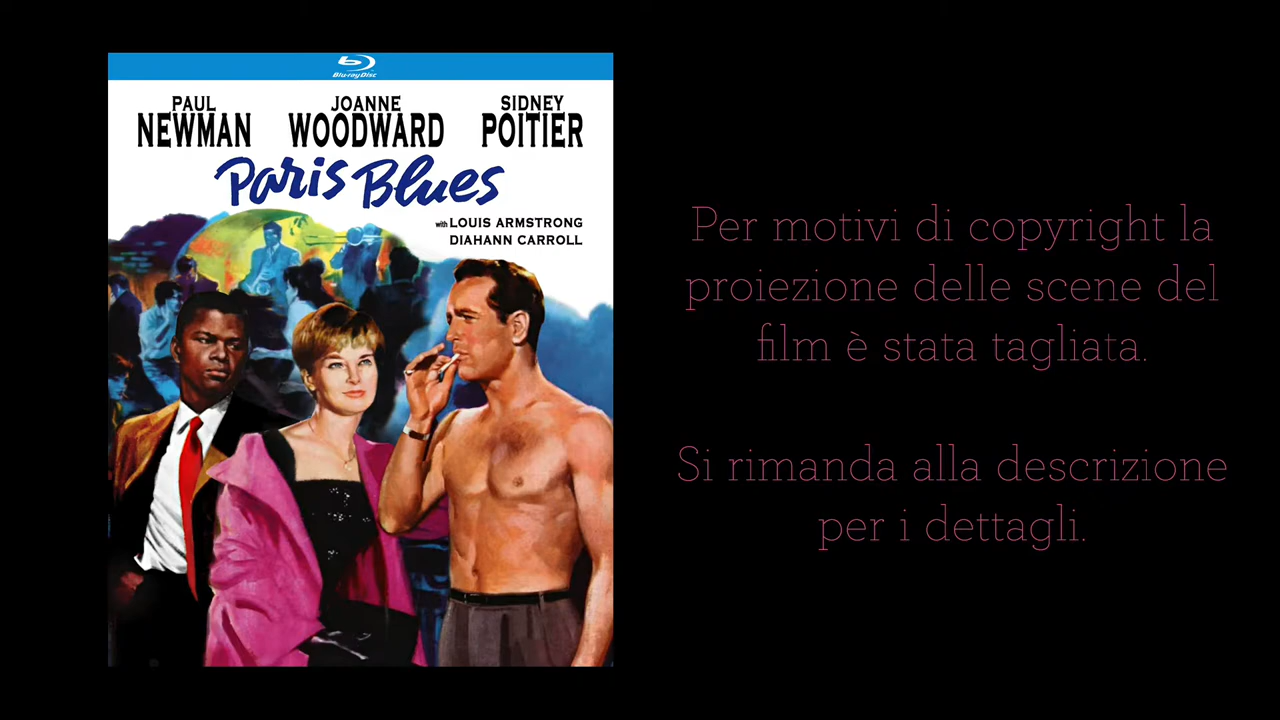 Blu-ray Disc
PAUL NEWMAN
JOANNE WOODWARD
SIDNEY POITIER
Paris Blues
with LOUIS ARMSTRONG
DIAHANN CARROLL
Per motivi di copyright la
proiezione delle scene del
film è stata tagliata.
Si rimanda alla descrizione
per i dettagli.